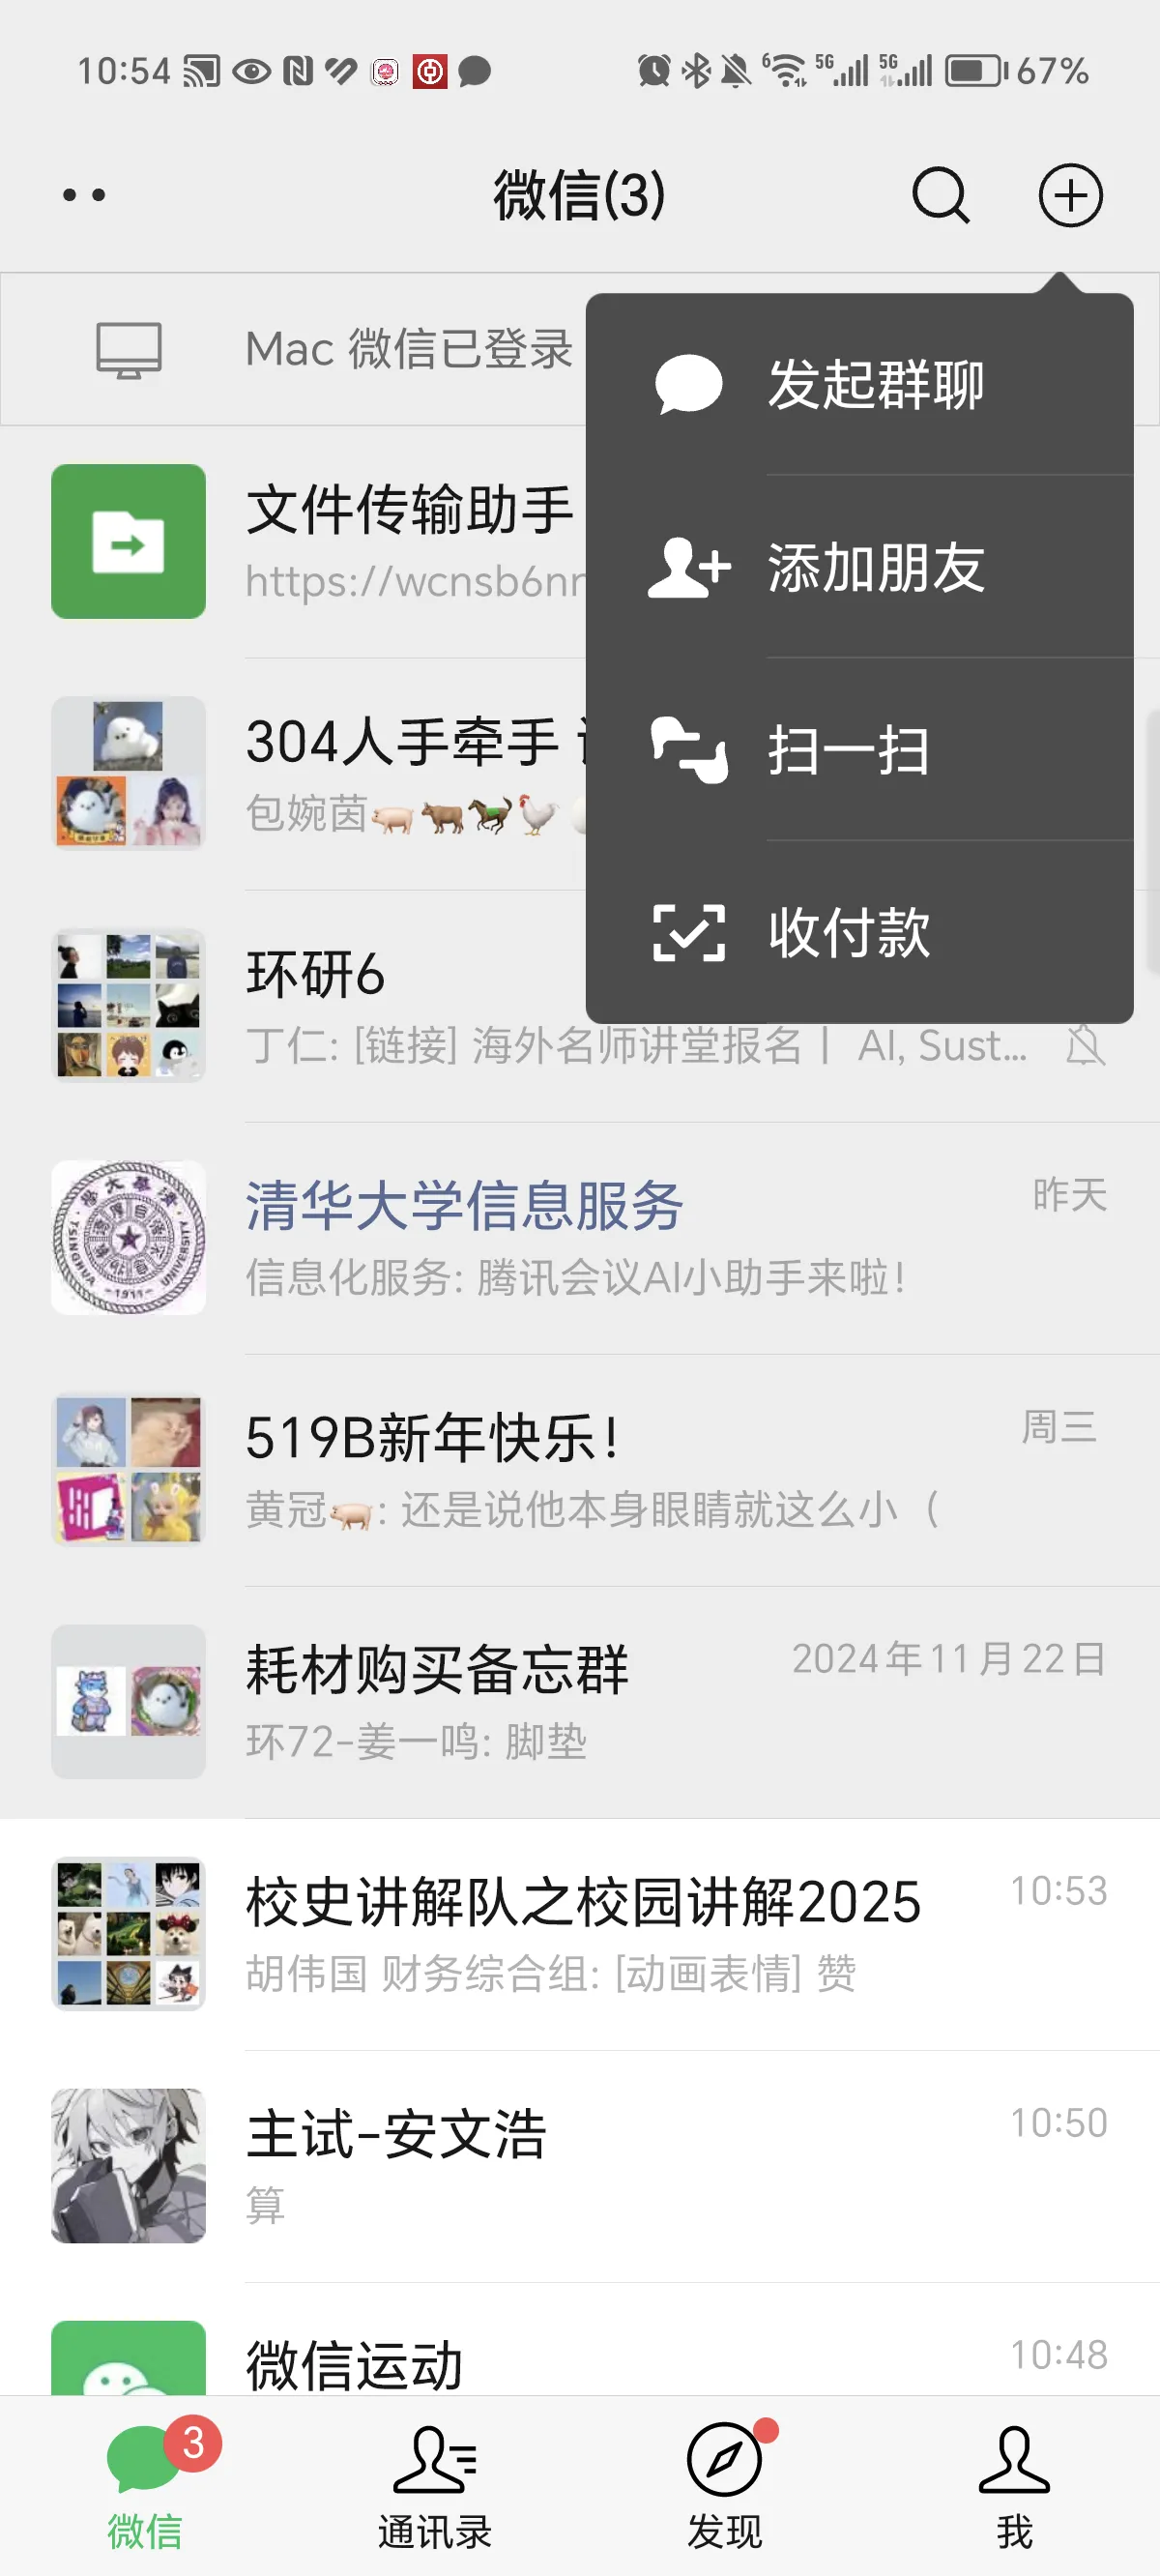 10:54
6
5G
5G
67%
微信(3)
Mac 微信已登录
发起群聊
添加朋友
扫一扫
收付款
文件传输助手
https://wcnsb6nr
304人手牵手
包婉茵🐖🐂🐎🐓
环研6
丁仁: [链接] 海外名师讲堂报名丨 AI, Sust...
TSINGHUA UNIVERSITY
-1911-
清华大学信息服务
昨天
信息化服务: 腾讯会议AI小助手来啦!
519B新年快乐!
周三
黄冠🐖: 还是说他本身眼睛就这么小（
耗材购买备忘群
2024年11月22日
环72-姜一鸣: 脚垫
校史讲解队之校园讲解2025
10:53
胡伟国 财务综合组: [动画表情] 赞
主试-安文浩
10:50
算
微信运动
10:48
3
微信
通讯录
发现
我